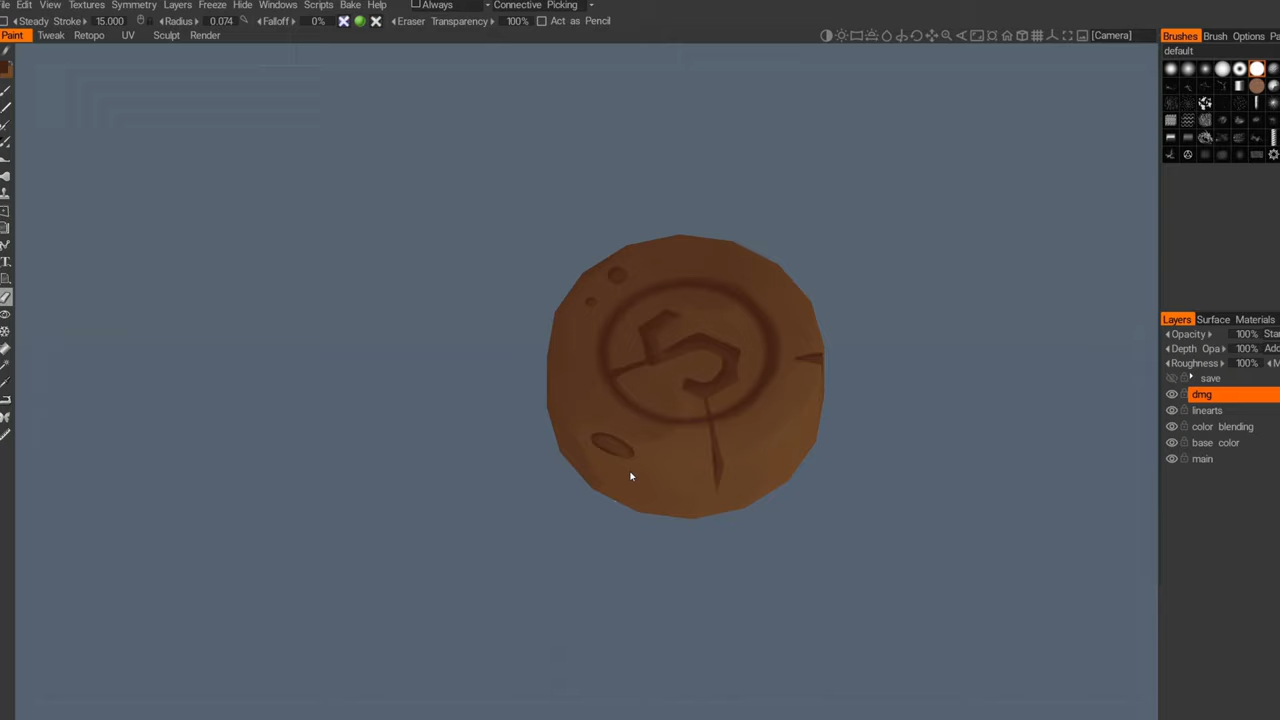 Edit View Textures Symmetry Layers Freeze Hide Windows Scripts Bake Help Always Connective Picking
Steady Stroke 15.000 Radius 0.074 Falloff 0% Eraser Transparency 100% Act as Pencil
Paint Tweak Retopo UV Sculpt Render [Camera] Brushes Brush Options
default
Layers Surface Materials
Opacity 100%
Depth Opa 100%
Roughness 100%
save
dmg
linearts
color blending
base color
main